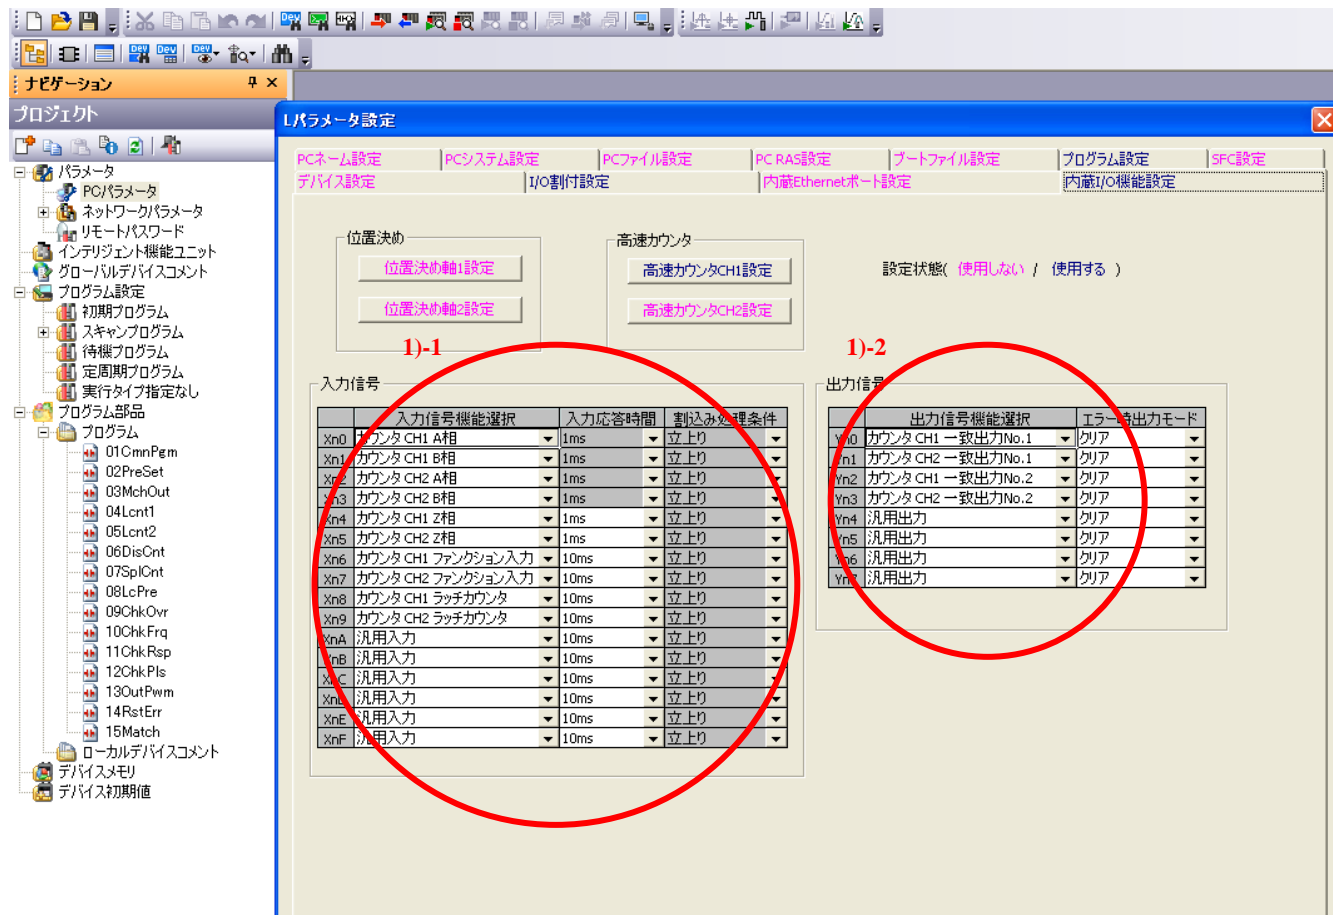 ナビゲーション
プロジェクト
パラメータ
PCパラメータ
ネットワークパラメータ
リモートパスワード
インテリジェント機能ユニット
グローバルデバイスコメント
プログラム設定
初期プログラム
スキャンプログラム
待機プログラム
定周期プログラム
実行タイプ指定なし
プログラム部品
プログラム
01CmnPgm
02PreSet
03MchOut
04Lcnt1
05Lcnt2
06DisCnt
07SplCnt
08LcPre
09ChkOvr
10ChkFrq
11ChkRsp
12ChkPls
13OutPwm
14RstErr
15Match
ローカルデバイスコメント
デバイスメモリ
デバイス初期値
Lパラメータ設定
PCネーム設定 PCシステム設定 PCファイル設定 PC RAS設定 ブートファイル設定 プログラム設定 SFC設定
デバイス設定 I/O割付設定 内蔵Ethernetポート設定 内蔵I/O機能設定
位置決め
位置決め軸1設定
位置決め軸2設定
高速カウンタ
高速カウンタCH1設定
高速カウンタCH2設定
設定状態( 使用しない / 使用する )
1)-1
1)-2
入力信号
入力信号機能選択 入力応答時間 割込み処理条件
Xn0 カウンタ CH1 A相 1ms 立上り
Xn1 カウンタ CH1 B相 1ms 立上り
Xn2 カウンタ CH2 A相 1ms 立上り
Xn3 カウンタ CH2 B相 1ms 立上り
Xn4 カウンタ CH1 Z相 1ms 立上り
Xn5 カウンタ CH2 Z相 1ms 立上り
Xn6 カウンタ CH1 ファンクション入力 10ms 立上り
Xn7 カウンタ CH2 ファンクション入力 10ms 立上り
Xn8 カウンタ CH1 ラッチカウンタ 10ms 立上り
Xn9 カウンタ CH2 ラッチカウンタ 10ms 立上り
XnA 汎用入力 10ms 立上り
XnB 汎用入力 10ms 立上り
XnC 汎用入力 10ms 立上り
XnD 汎用入力 10ms 立上り
XnE 汎用入力 10ms 立上り
XnF 汎用入力 10ms 立上り
出力信号
出力信号機能選択 エラー時出力モード
Yn0 カウンタ CH1 一致出力No.1 クリア
Yn1 カウンタ CH2 一致出力No.1 クリア
Yn2 カウンタ CH1 一致出力No.2 クリア
Yn3 カウンタ CH2 一致出力No.2 クリア
Yn4 汎用出力 クリア
Yn5 汎用出力 クリア
Yn6 汎用出力 クリア
Yn7 汎用出力 クリア